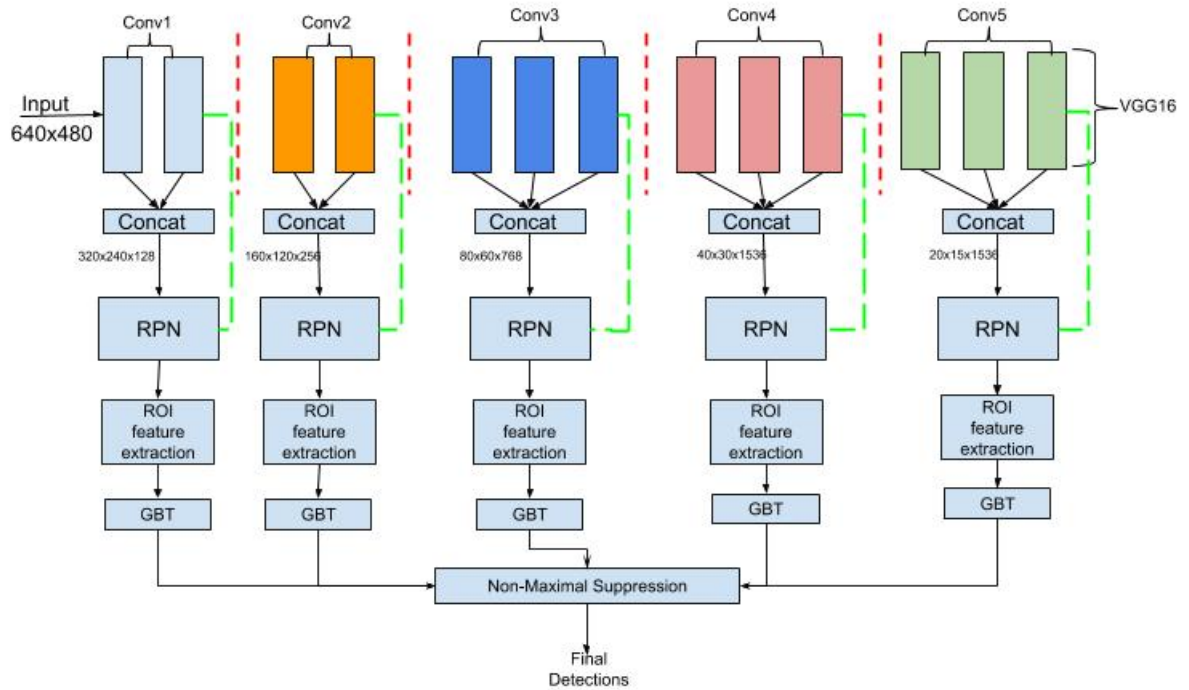 Conv1
Conv2
Conv3
Conv4
Conv5
Input
640x480
VGG16
Concat
Concat
Concat
Concat
Concat
320x240x128
160x120x256
80x60x768
40x30x1536
20x15x1536
RPN
RPN
RPN
RPN
RPN
ROI
feature
extraction
ROI
feature
extraction
ROI
feature
extraction
ROI
feature
extraction
ROI
feature
extraction
GBT
GBT
GBT
GBT
GBT
Non-Maximal Suppression
Final
Detections